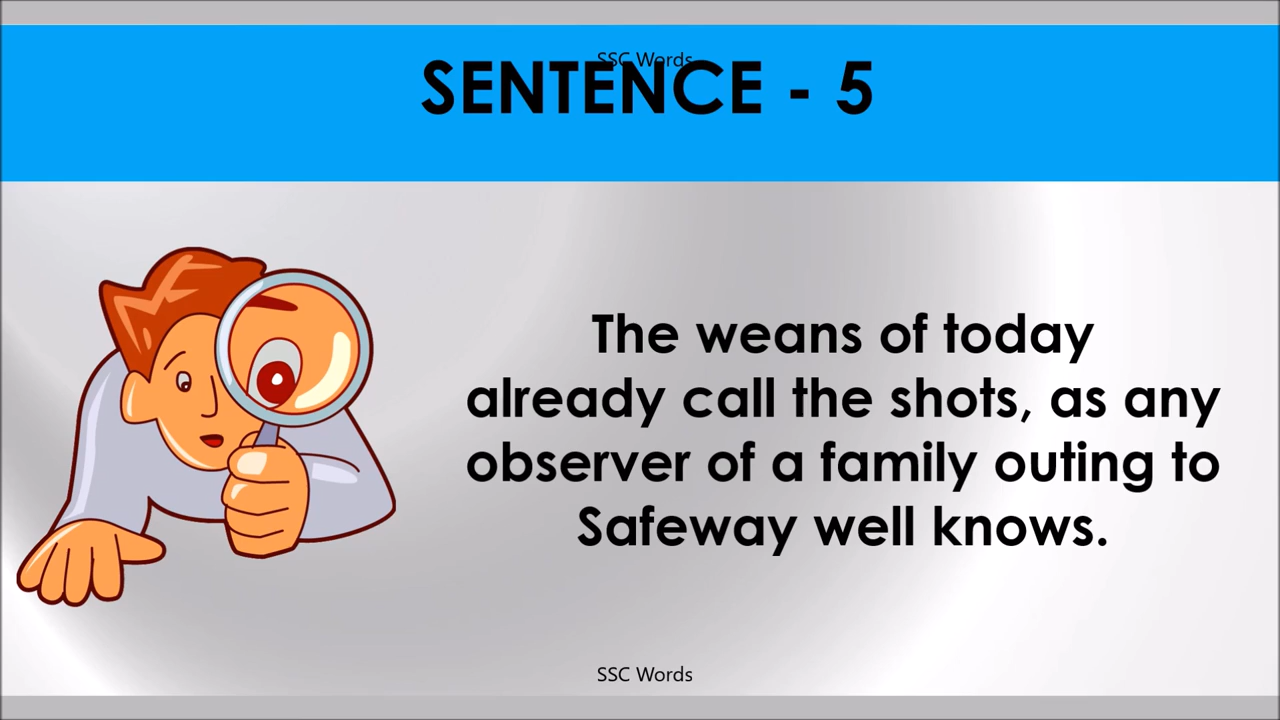 SSC Words
SENTENCE - 5
The weans of today
already call the shots, as any
observer of a family outing to
Safeway well knows.
SSC Words